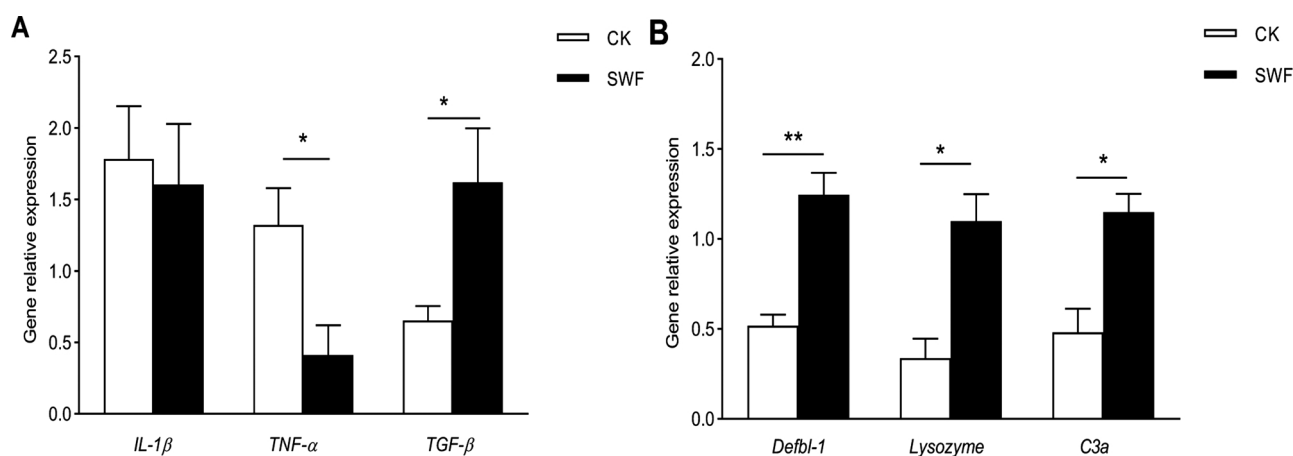 A
CK
SWF
Gene relative expression
2.5
2.0
1.5
1.0
0.5
0.0
*
*
IL-1β
TNF-α
TGF-β
B
CK
SWF
Gene relative expression
2.0
1.5
1.0
0.5
0.0
**
*
*
Defbl-1
Lysozyme
C3a